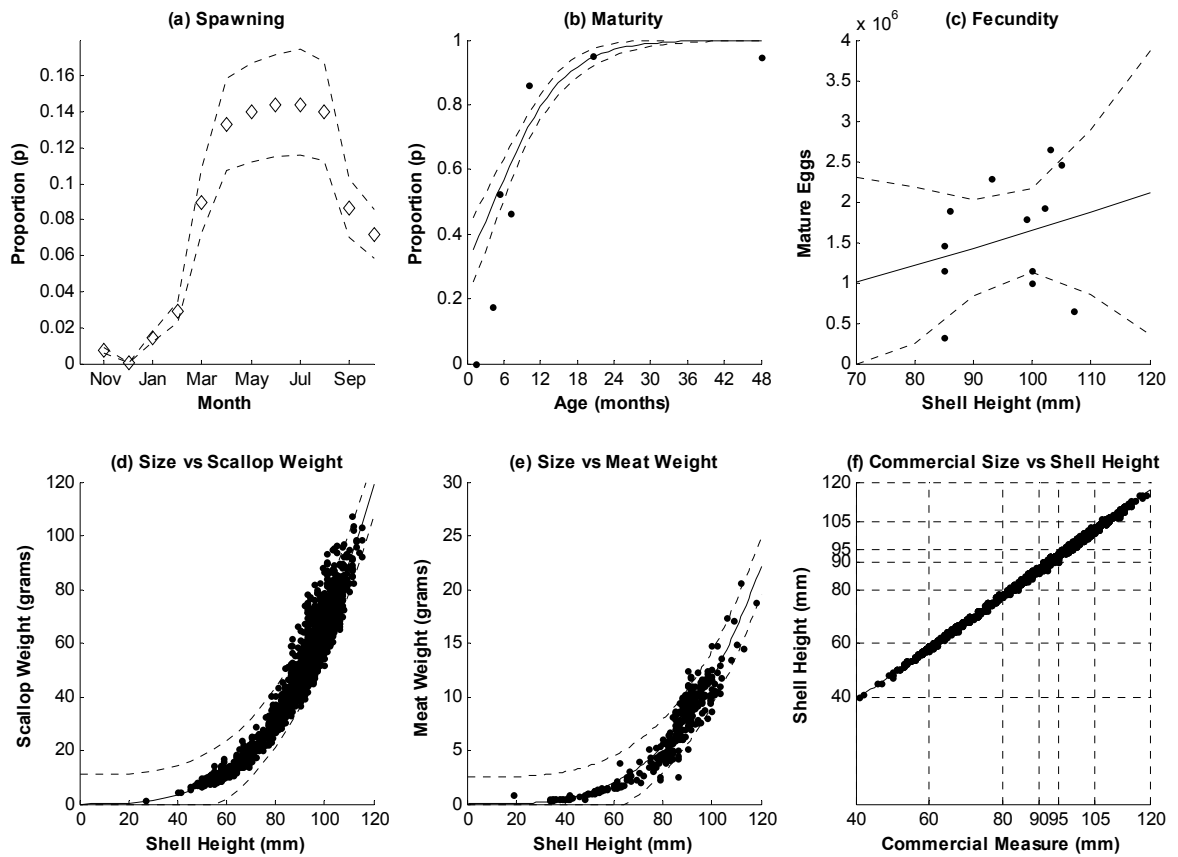 (a) Spawning
(b) Maturity
(c) Fecundity
0.16
0.14
0.12
0.1
0.08
0.06
0.04
0.02
0
Proportion (p)
Nov Jan Mar May Jul Sep
Month
1
0.8
0.6
0.4
0.2
0
Proportion (p)
0 6 12 18 24 30 36 42 48
Age (months)
x 10^6
4
3.5
3
2.5
2
1.5
1
0.5
0
Mature Eggs
70 80 90 100 110 120
Shell Height (mm)
(d) Size vs Scallop Weight
(e) Size vs Meat Weight
(f) Commercial Size vs Shell Height
120
100
80
60
40
20
0
Scallop Weight (grams)
0 20 40 60 80 100 120
Shell Height (mm)
30
25
20
15
10
5
0
Meat Weight (grams)
0 20 40 60 80 100 120
Shell Height (mm)
120
105
95
90
80
60
40
Shell Height (mm)
40 60 80 90 95 105 120
Commercial Measure (mm)